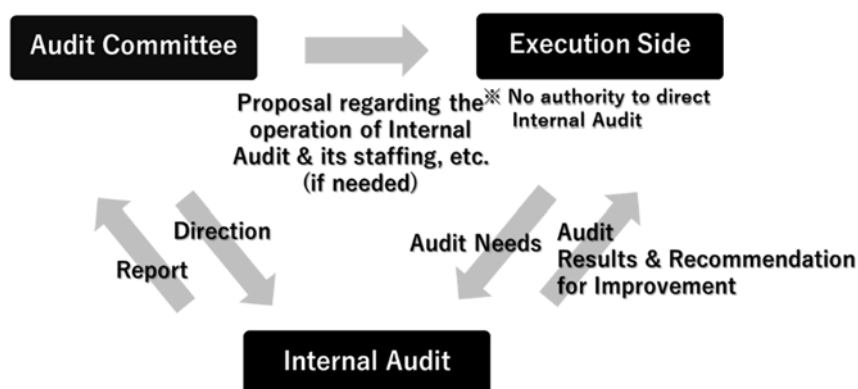 Audit Committee
Execution Side
Proposal regarding the
operation of Internal
Audit & its staffing, etc.
(if needed)
※ No authority to direct
Internal Audit
Direction
Report
Audit Needs
Audit
Results & Recommendation
for Improvement
Internal Audit